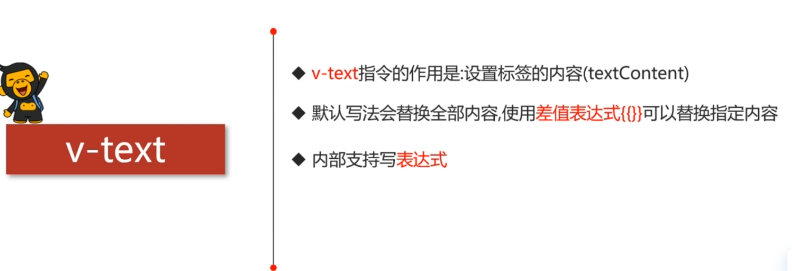 v-text
v-text指令的作用是:设置标签的内容(textContent)
默认写法会替换全部内容,使用差值表达式{{}}可以替换指定内容
内部支持写表达式